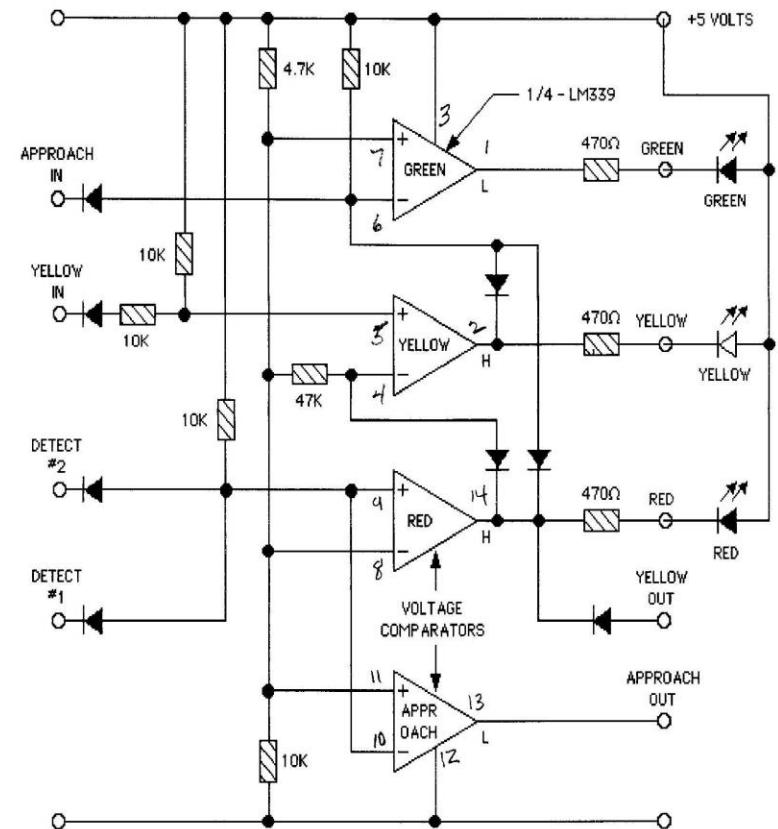 +5 VOLTS
4.7K
10K
1/4 - LM339
3
APPROACH
IN
7
+
GREEN
-
6
1
L
470Ω
GREEN
GREEN
10K
YELLOW
IN
10K
5
+
YELLOW
-
4
2
H
470Ω
YELLOW
YELLOW
47K
10K
DETECT
#2
9
+
RED
-
8
14
H
470Ω
RED
RED
DETECT
#1
VOLTAGE
COMPARATORS
YELLOW
OUT
11
+
APPR
OACH
-
10
13
L
12
APPROACH
OUT
10K